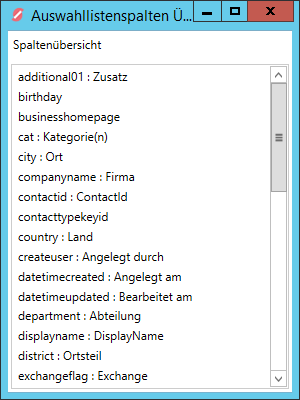 Auswahllistenspalten Ü...
Spaltenübersicht
additional01 : Zusatz
birthday
businesshomepage
cat : Kategorie(n)
city : Ort
companyname : Firma
contactid : ContactId
contacttypekeyid
country : Land
createuser : Angelegt durch
datetimecreated : Angelegt am
datetimeupdated : Bearbeitet am
department : Abteilung
displayname : DisplayName
district : Ortsteil
exchangeflag : Exchange